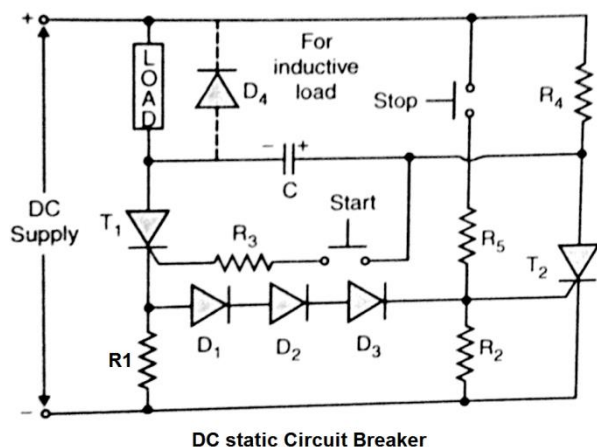 +
LOAD
For
inductive
load
D4
Stop
R4
− +
C
DC
Supply
T1
R3
Start
R5
T2
D1 D2 D3
R1
R2
−
DC static Circuit Breaker